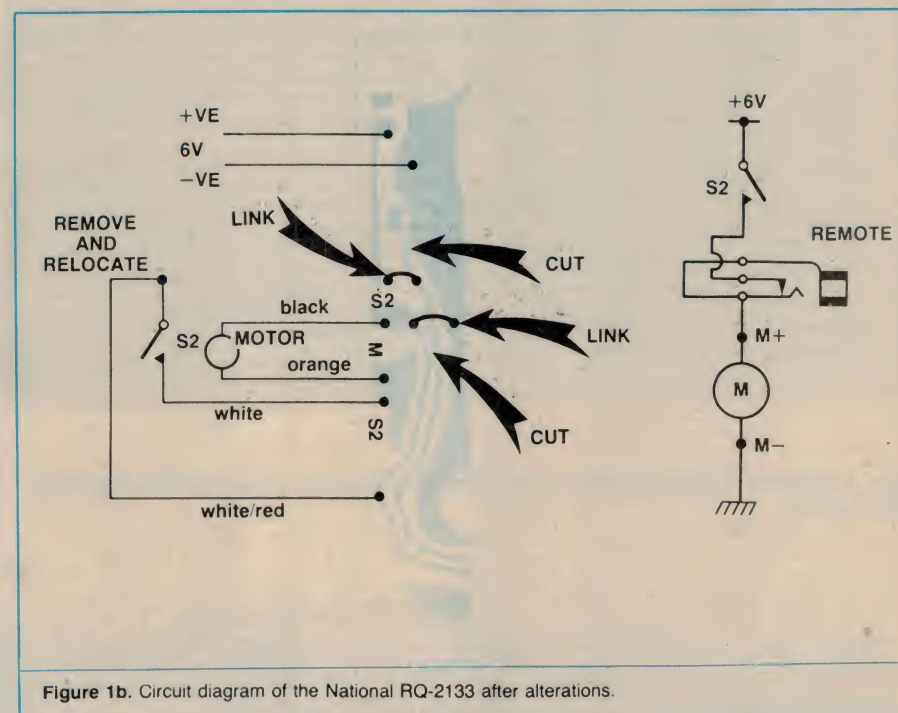 +VE
6V
−VE
REMOVE
AND
RELOCATE
LINK
CUT
S2
black
S2
MOTOR
M
LINK
orange
white
S2
CUT
white/red
+6V
S2
REMOTE
M+
M
M−
Figure 1b. Circuit diagram of the National RQ-2133 after alterations.